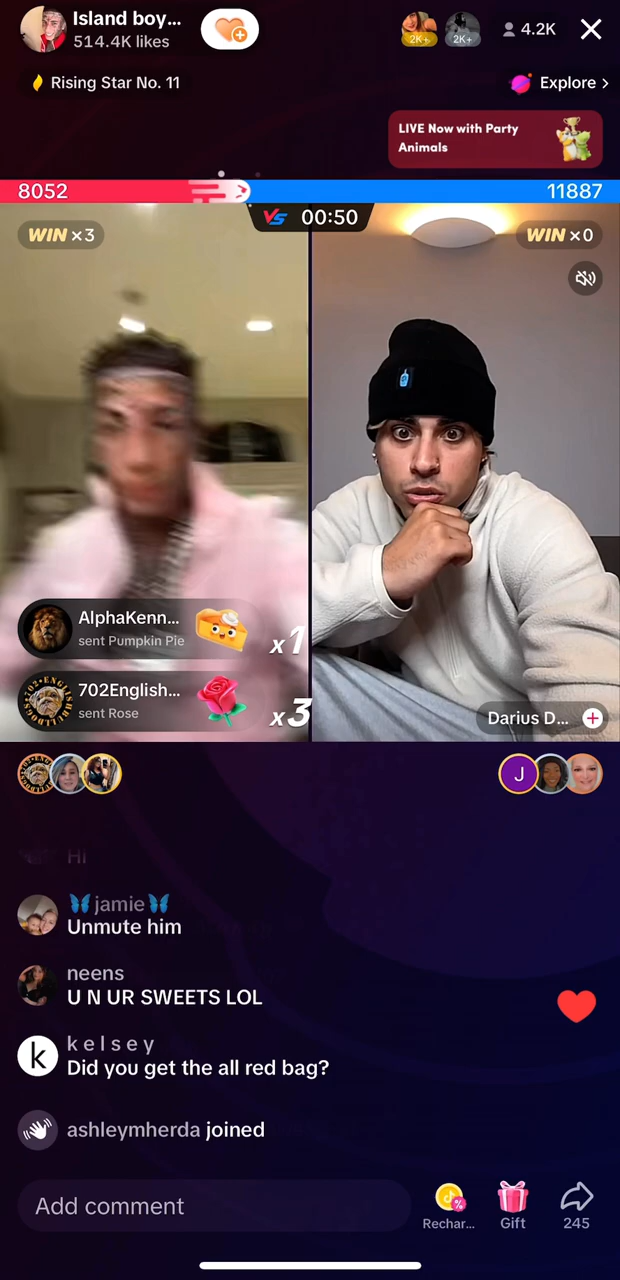 Island boy...
514.4K likes
2K+
2K+
4.2K
Rising Star No. 11
Explore >
LIVE Now with Party
Animals
8052
11887
VS 00:50
WIN ×3
WIN ×0
AlphaKenn...
sent Pumpkin Pie
x1
702English...
sent Rose
x3
Darius D...
J
Hi
🦋jamie🦋
Unmute him
neens
U N UR SWEETS LOL
k
k e l s e y
Did you get the all red bag?
ashleymherda joined
Add comment
Rechar...
Gift
245